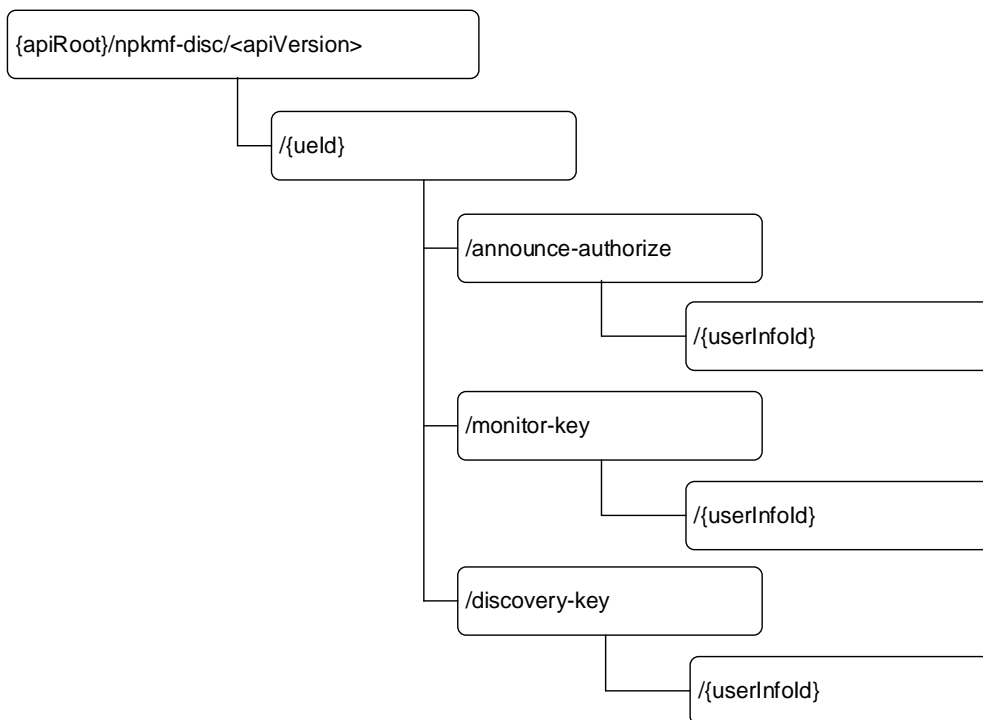 {apiRoot}/npkmf-disc/<apiVersion>
/{ueId}
/announce-authorize
/{userInfoId}
/monitor-key
/{userInfoId}
/discovery-key
/{userInfoId}